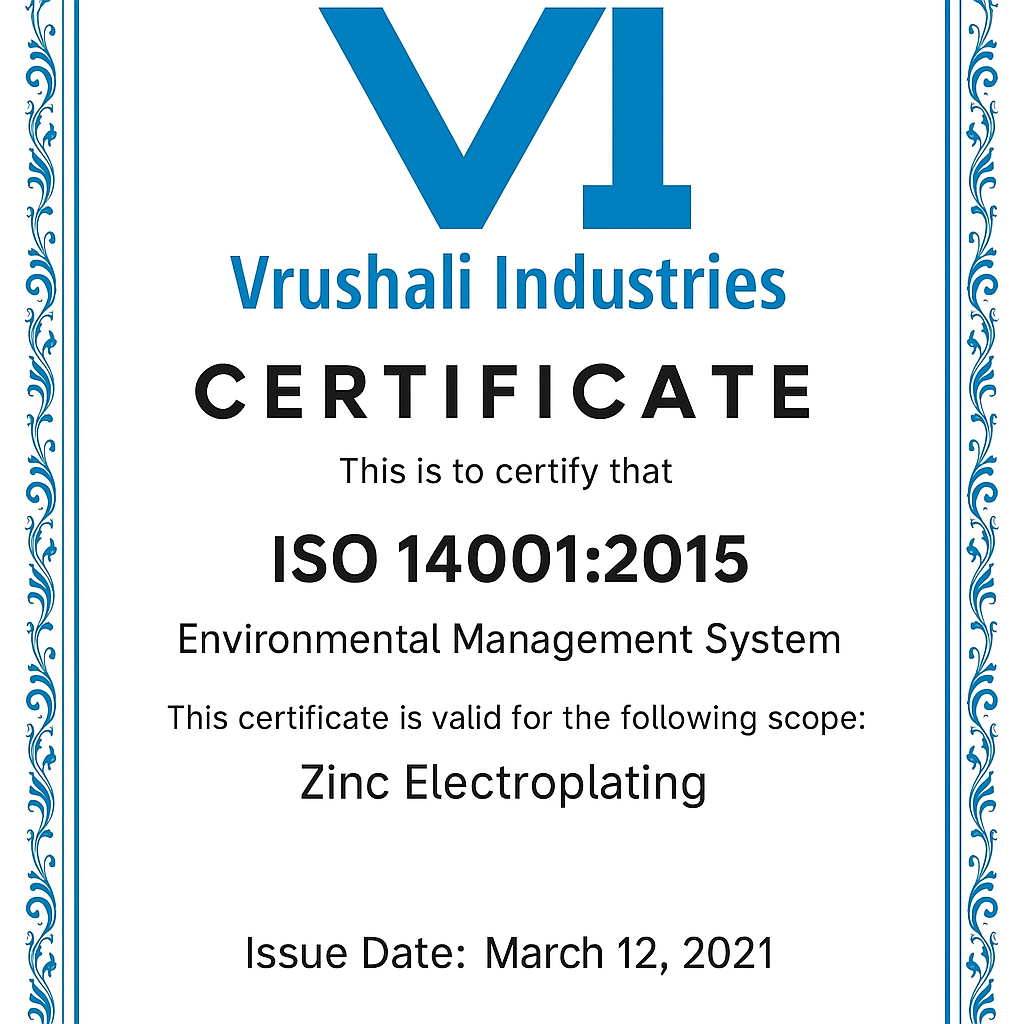 VI
Vrushali Industries
CERTIFICATE
This is to certify that
ISO 14001:2015
Environmental Management System
This certificate is valid for the following scope:
Zinc Electroplating
Issue Date: March 12, 2021